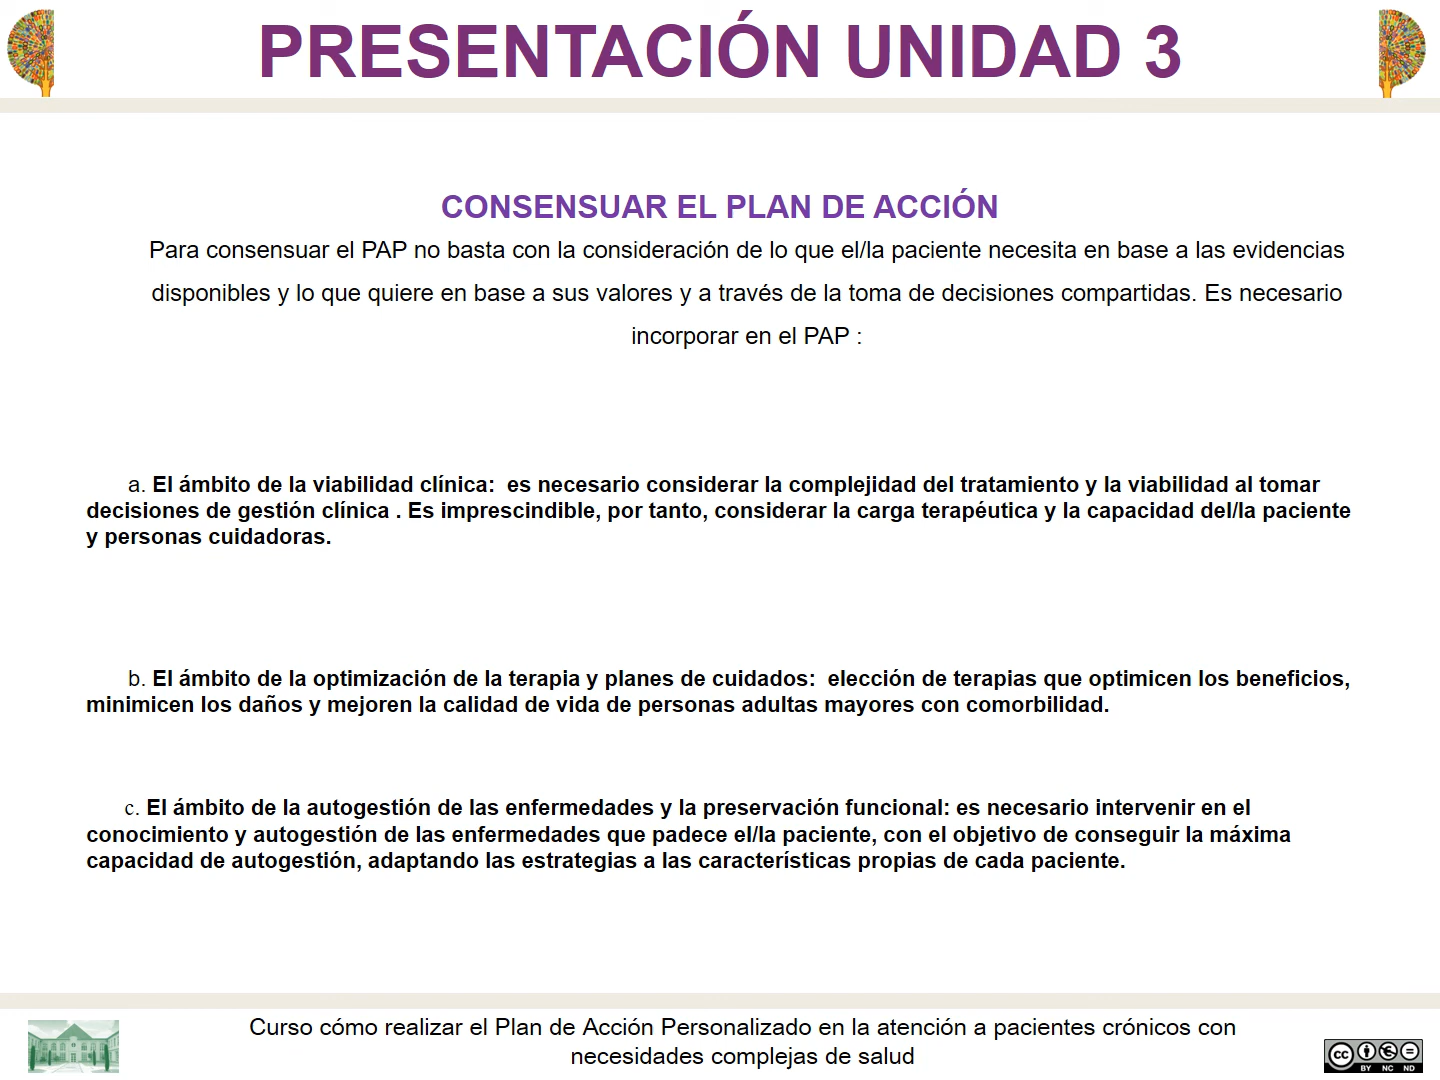 PRESENTACIÓN UNIDAD 3
CONSENSUAR EL PLAN DE ACCIÓN
Para consensuar el PAP no basta con la consideración de lo que el/la paciente necesita en base a las evidencias
disponibles y lo que quiere en base a sus valores y a través de la toma de decisiones compartidas. Es necesario
incorporar en el PAP :
a. El ámbito de la viabilidad clínica:  es necesario considerar la complejidad del tratamiento y la viabilidad al tomar
decisiones de gestión clínica . Es imprescindible, por tanto, considerar la carga terapéutica y la capacidad del/la paciente
y personas cuidadoras.
b. El ámbito de la optimización de la terapia y planes de cuidados:  elección de terapias que optimicen los beneficios,
minimicen los daños y mejoren la calidad de vida de personas adultas mayores con comorbilidad.
c. El ámbito de la autogestión de las enfermedades y la preservación funcional: es necesario intervenir en el
conocimiento y autogestión de las enfermedades que padece el/la paciente, con el objetivo de conseguir la máxima
capacidad de autogestión, adaptando las estrategias a las características propias de cada paciente.
Curso cómo realizar el Plan de Acción Personalizado en la atención a pacientes crónicos con
necesidades complejas de salud
cc
BY NC ND